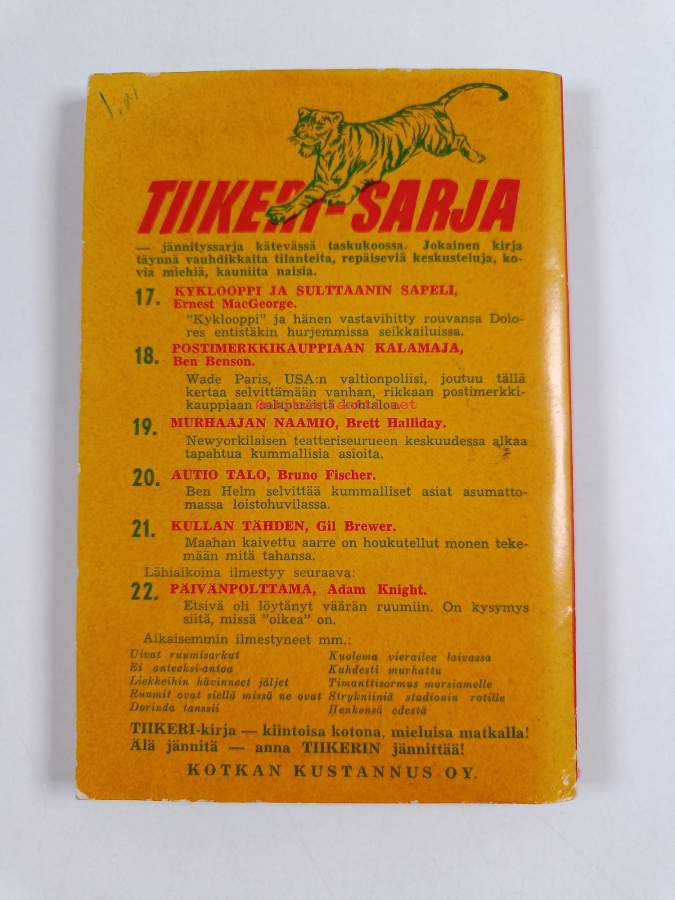 TIIKERI-SARJA
— jännityssarja kätevässä taskukoossa. Jokainen kirja
täynnä vauhdikkaita tilanteita, repäiseviä keskusteluja, ko-
via miehiä, kauniita naisia.
17. KYKLOOPPI JA SULTTAANIN SAPELI,
Ernest MacGeorge.
"Kyklooppi" ja hänen vastavihitty rouvansa Dolo-
res entistäkin hurjemmissa seikkailuissa.
18. POSTIMERKKIKAUPPIAAN KALAMAJA,
Ben Benson.
Wade Paris, USA:n valtionpoliisi, joutuu tällä
kertaa selvittämään vanhan, rikkaan postimerkki-
kauppiaan salaperäistä kohtaloa.
19. MURHAAJAN NAAMIO, Brett Halliday.
Newyorkilaisen teatteriseurueen keskuudessa alkaa
tapahtua kummallisia asioita.
20. AUTIO TALO, Bruno Fischer.
Ben Helm selvittää kummalliset asiat asumatto-
massa loistohuvilassa.
21. KULLAN TÄHDEN, Gil Brewer.
Maahan kaivettu aarre on houkutellut monen teke-
mään mitä tahansa.
Lähiaikoina ilmestyy seuraava:
22. PÄIVÄNPOLTTAMA, Adam Knight.
Etsivä oli löytänyt väärän ruumiin. On kysymys
siitä, missä "oikea" on.
Aikaisemmin ilmestyneet mm.:
Uivat ruumisarkut
Ei anteeksi-antoa
Liekkeihin hävinneet jäljet
Ruumit ovat siellä missä ne ovat
Dorinda tanssii
Kuolema vierailee laivassa
Kahdesti murhattu
Timanttisormus morsiamelle
Strykniiniä stadionin rotille
Henkensä edestä
TIIKERI-kirja — kiintoisa kotona, mieluisa matkalla!
Älä jännitä — anna TIIKERIN jännittää!
KOTKAN KUSTANNUS OY.